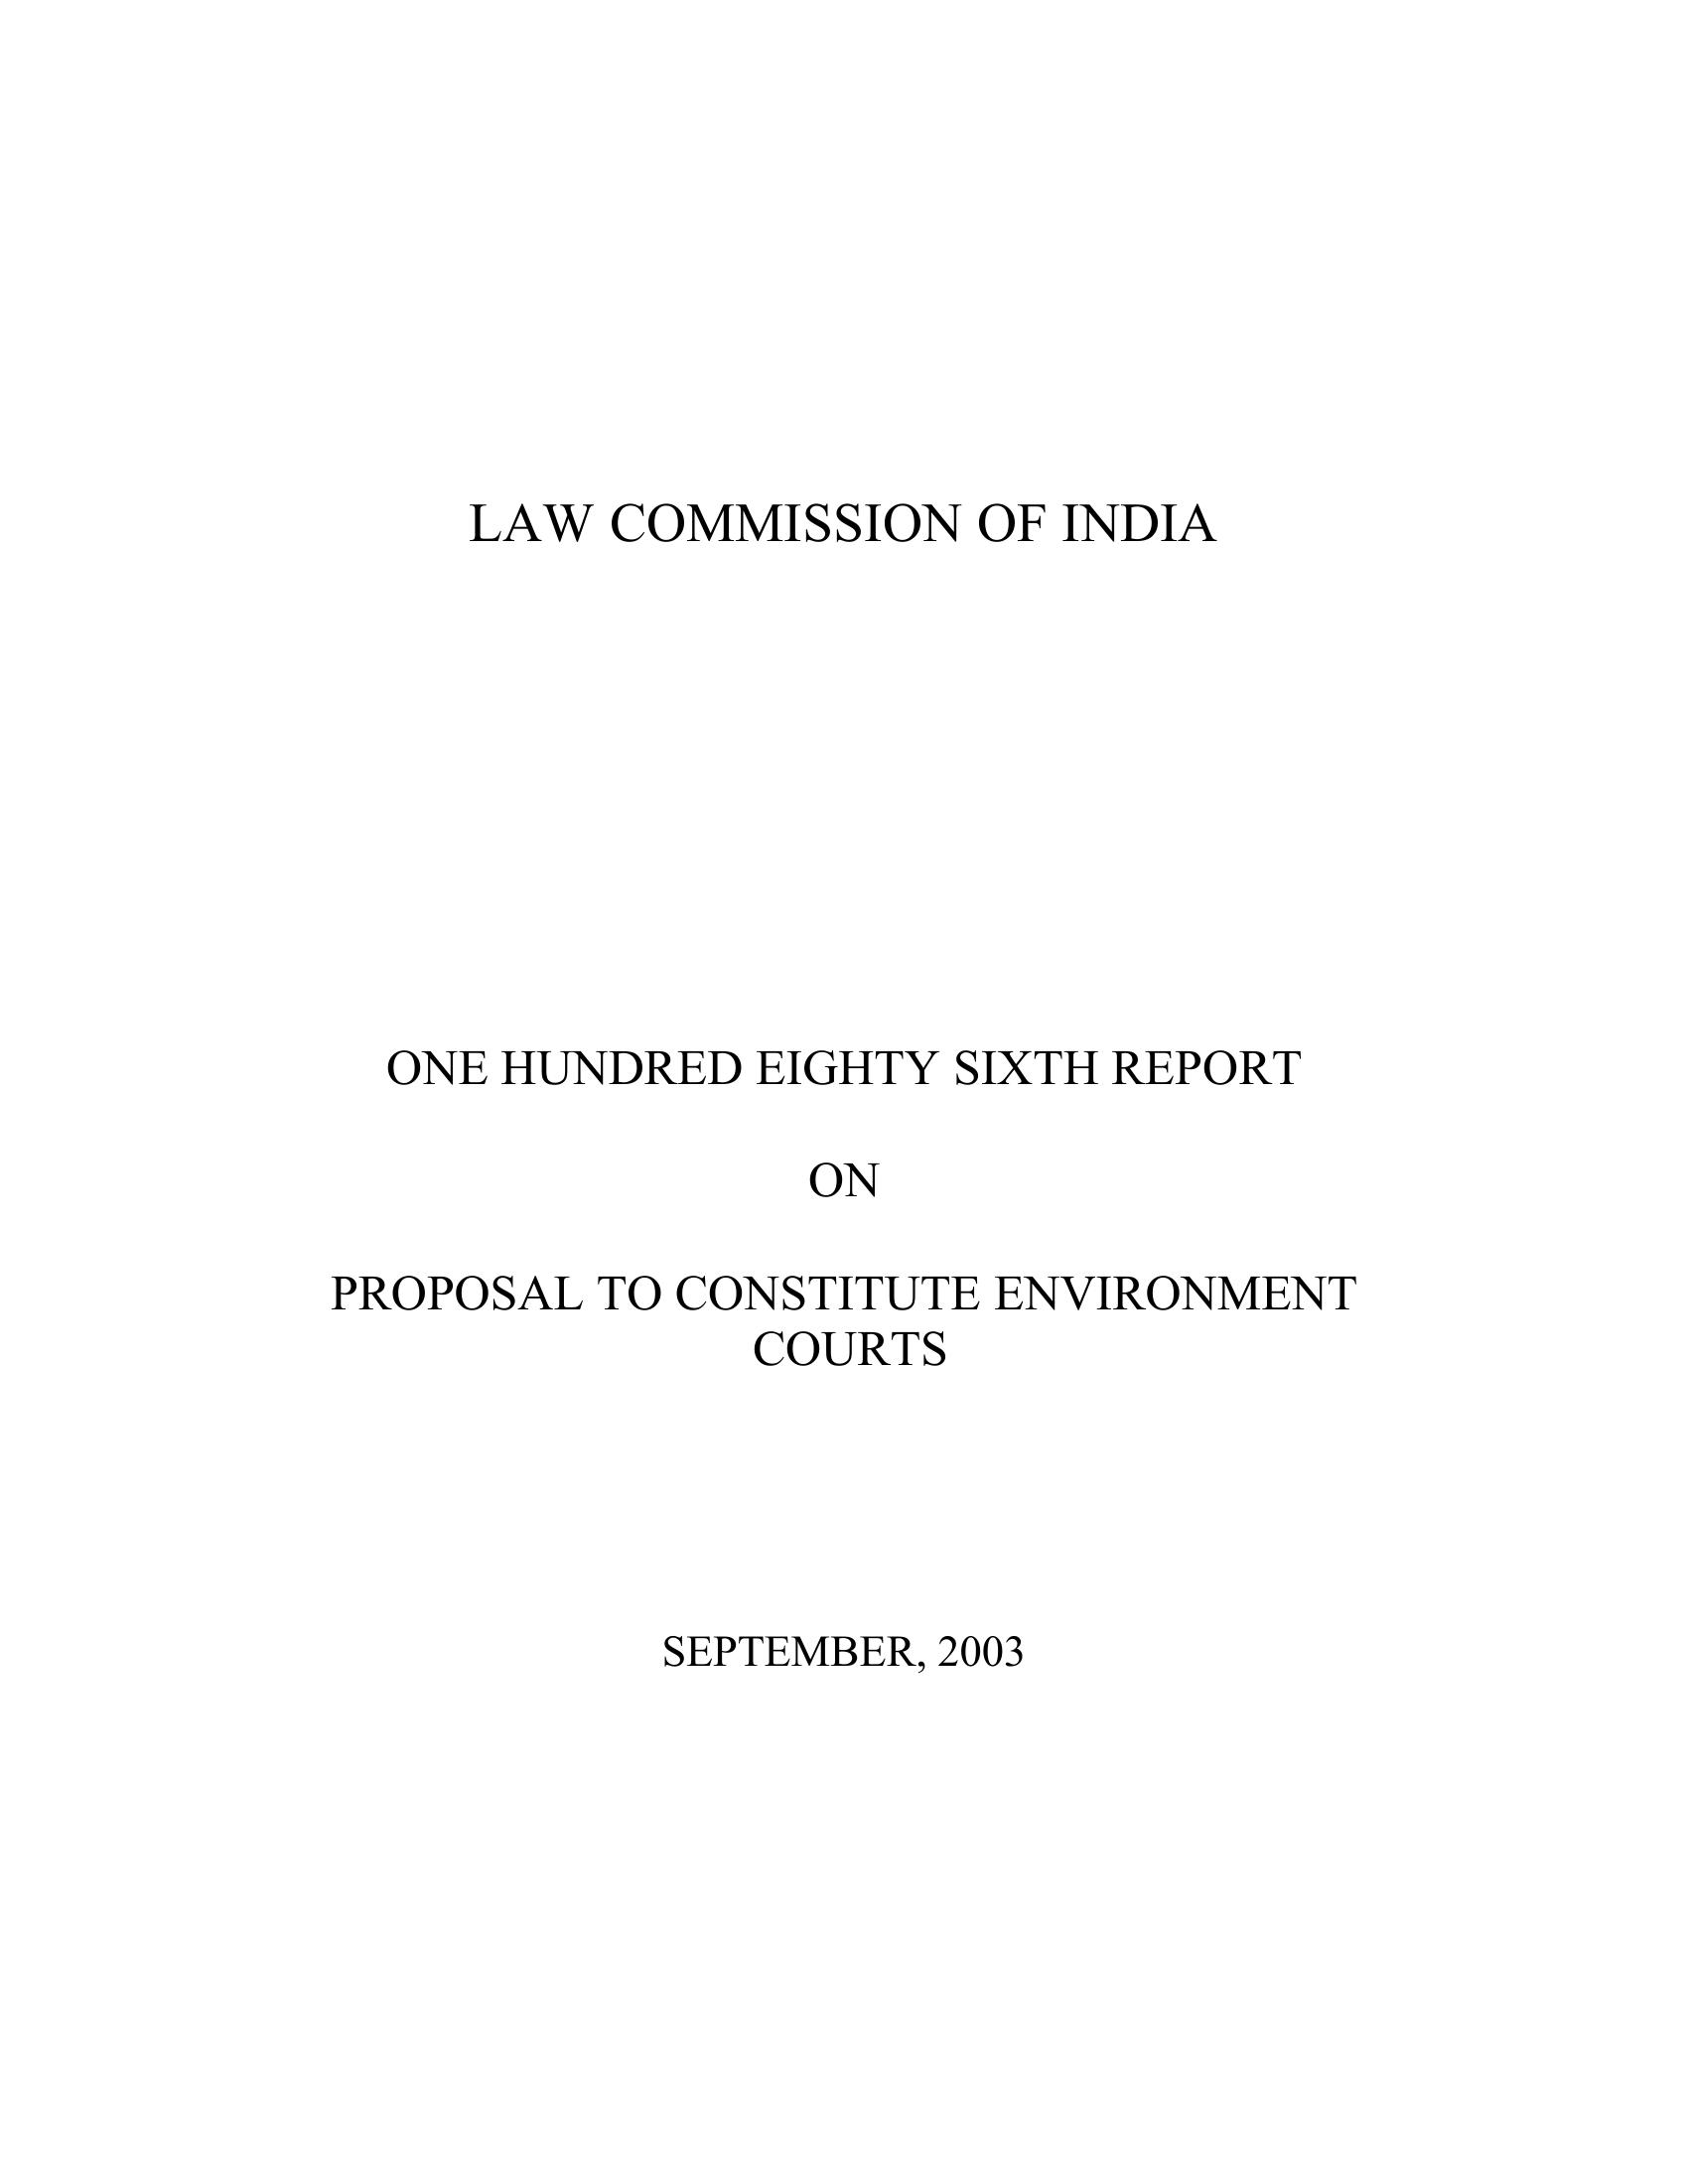 LAW COMMISSION OF INDIA
ONE HUNDRED EIGHTY SIXTH REPORT
ON
PROPOSAL TO CONSTITUTE ENVIRONMENT
COURTS
SEPTEMBER, 2003